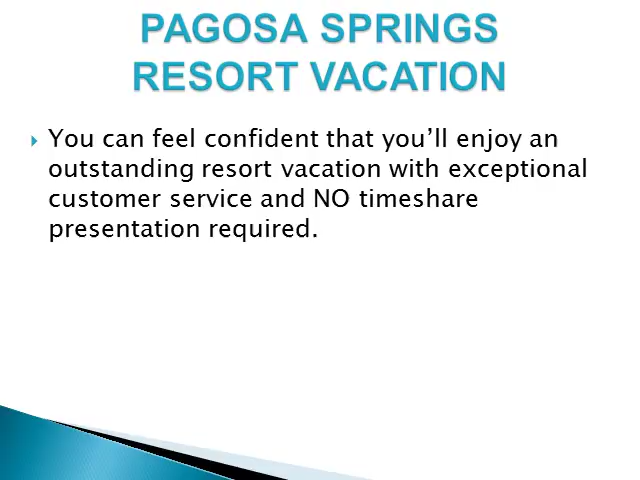 PAGOSA SPRINGS
RESORT VACATION
You can feel confident that you’ll enjoy an
outstanding resort vacation with exceptional
customer service and NO timeshare
presentation required.